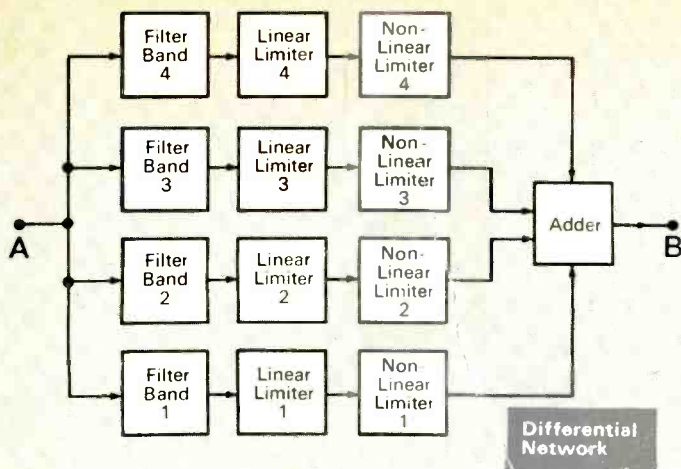 Filter
Band
4
Linear
Limiter
4
Non-
Linear
Limiter
4
Filter
Band
3
Linear
Limiter
3
Non-
Linear
Limiter
3
A
Adder
B
Filter
Band
2
Linear
Limiter
2
Non-
Linear
Limiter
2
Filter
Band
1
Linear
Limiter
1
Non-
Linear
Limiter
1
Differential
Network